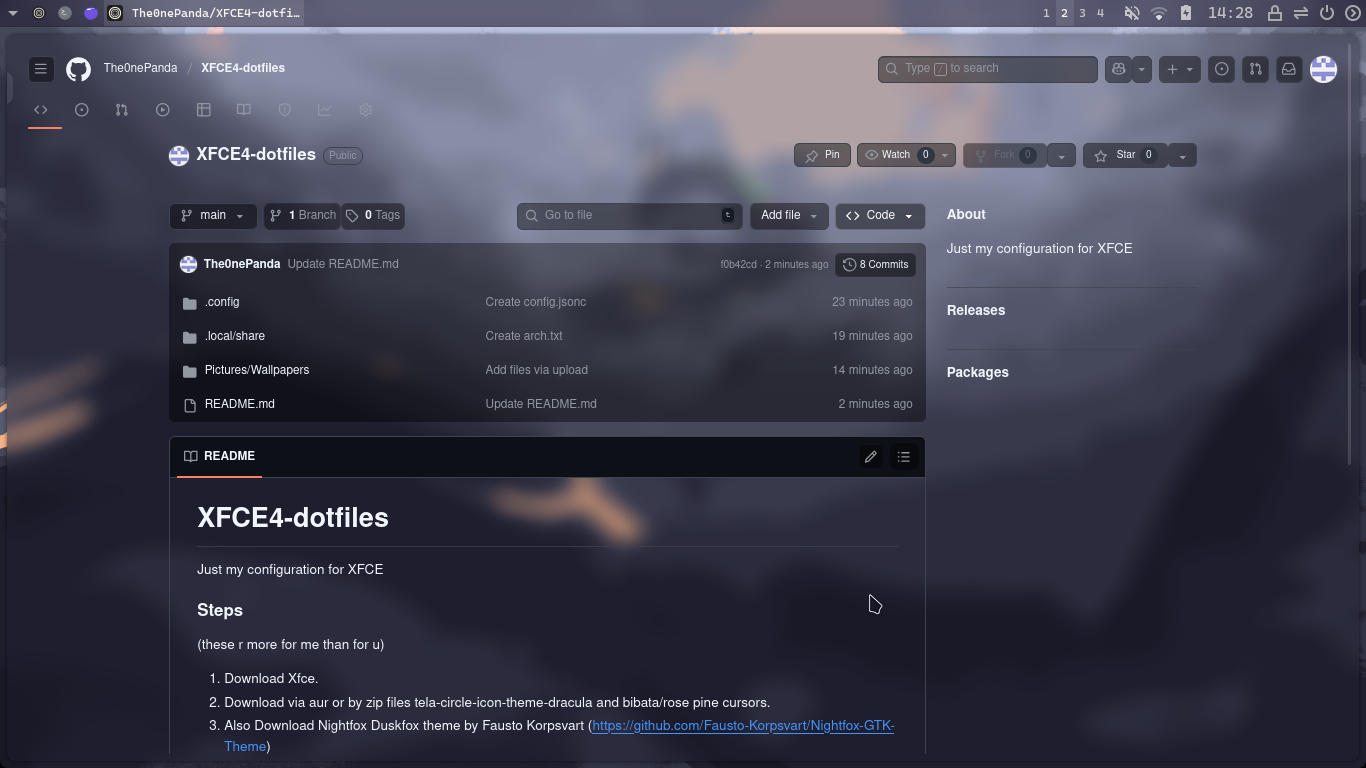 The0nePanda/XFCE4-dotfi…
1 2 3 4
14:28
The0nePanda / XFCE4-dotfiles
Type / to search
XFCE4-dotfiles Public
Pin
Watch 0
Fork 0
Star 0
main
1 Branch
0 Tags
Go to file
t
Add file
Code
About
Just my configuration for XFCE
Releases
Packages
The0nePanda Update README.md f0b42cd · 2 minutes ago 8 Commits
.config Create config.jsonc 23 minutes ago
.local/share Create arch.txt 19 minutes ago
Pictures/Wallpapers Add files via upload 14 minutes ago
README.md Update README.md 2 minutes ago
README
XFCE4-dotfiles
Just my configuration for XFCE
Steps
(these r more for me than for u)
1. Download Xfce.
2. Download via aur or by zip files tela-circle-icon-theme-dracula and bibata/rose pine cursors.
3. Also Download Nightfox Duskfox theme by Fausto Korpsvart (https://github.com/Fausto-Korpsvart/Nightfox-GTK-
Theme)